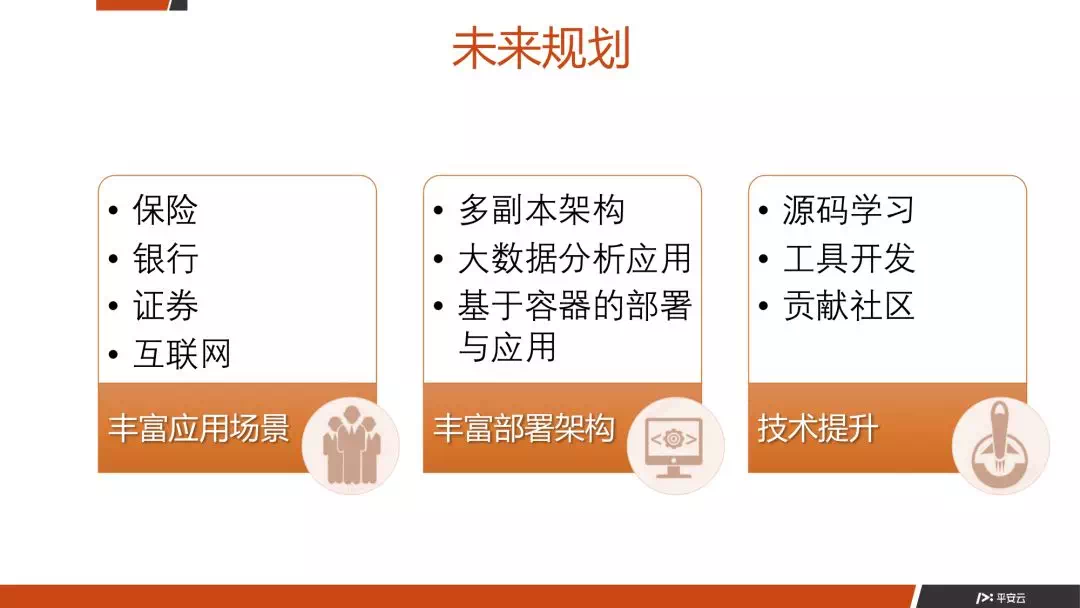 未来规划
• 保险
• 银行
• 证券
• 互联网
丰富应用场景
• 多副本架构
• 大数据分析应用
• 基于容器的部署
与应用
丰富部署架构
• 源码学习
• 工具开发
• 贡献社区
技术提升
平安云